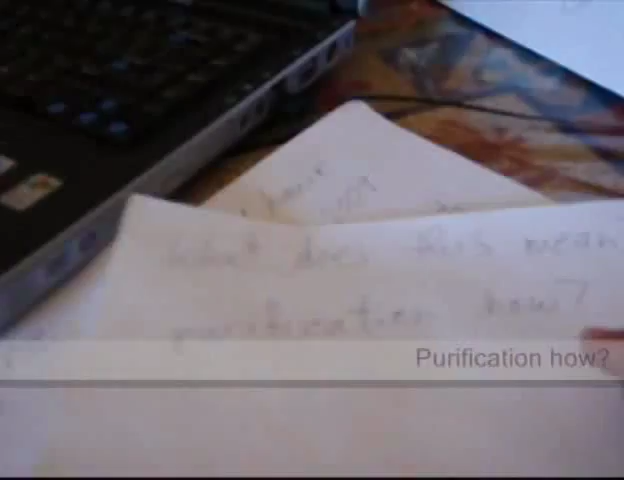 What does this mean
purification how?
Purification how?